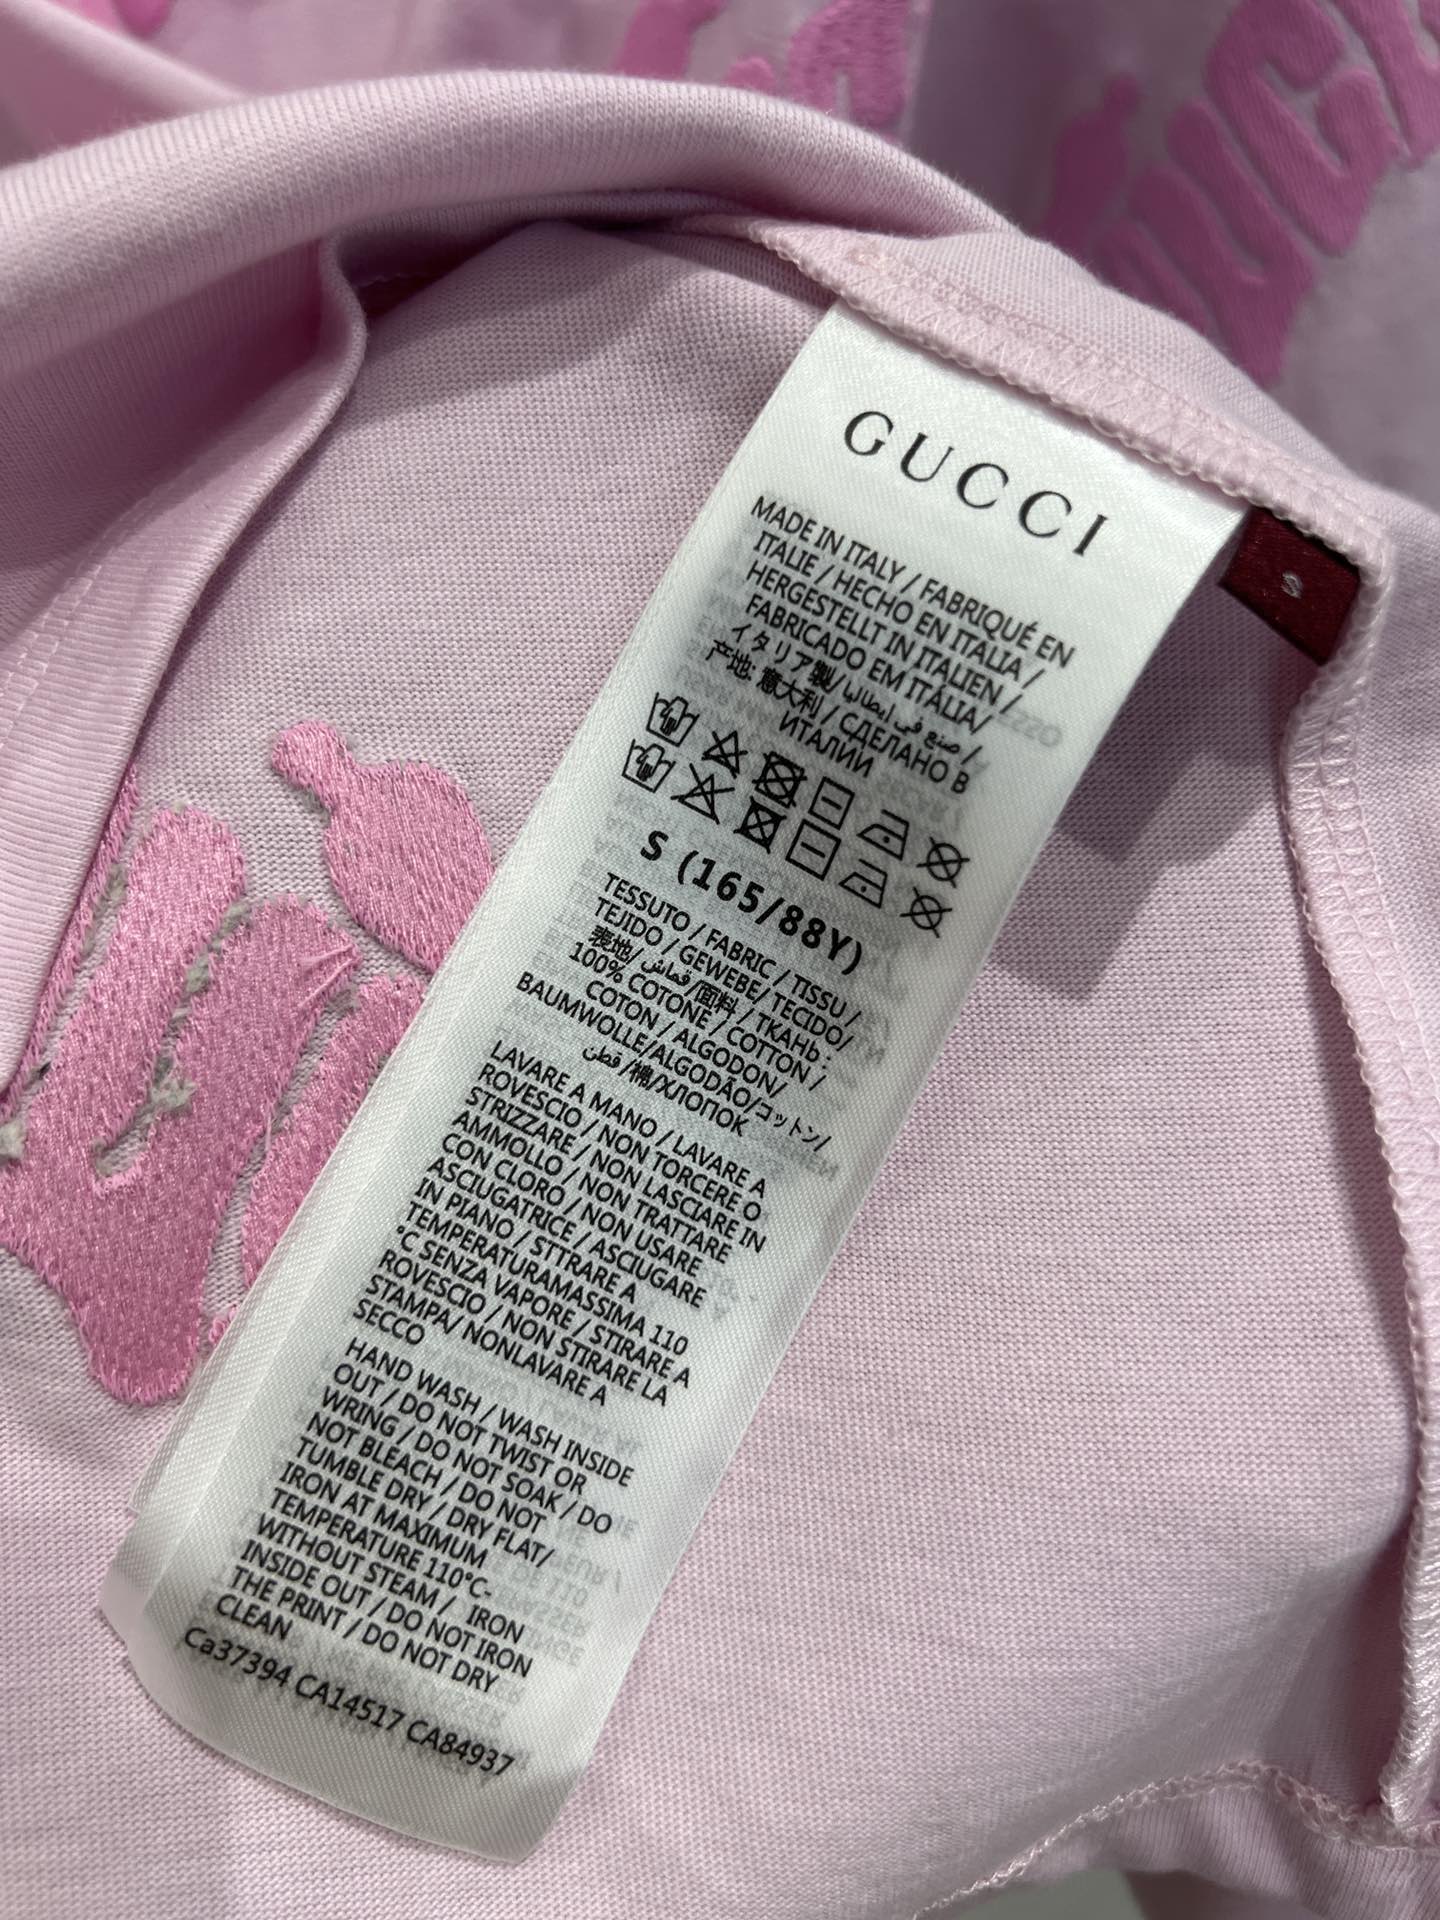 GUCCI
S
MADE IN ITALY / FABRIQUÉ EN
ITALIE / HECHO EN ITALIA /
HERGESTELLT IN ITALIEN /
FABRICADO EM ITÁLIA/
イタリア製/ صنع في ايطاليا /
产地: 意大利 / СДЕЛАНО В
ИТАЛИИ
S (165/88Y)
TESSUTO / FABRIC / TISSU /
TEJIDO / GEWEBE/ TECIDO/
表地/ قماش /面料 / ТКАНЬ :
100% COTONE / COTTON /
COTON / ALGODON/
BAUMWOLLE/ALGODÃO/コットン/
قطن /棉/ХЛОПОК
LAVARE A MANO / LAVARE A
ROVESCIO / NON TORCERE O
STRIZZARE / NON LASCIARE IN
AMMOLLO / NON TRATTARE
CON CLORO / NON USARE
ASCIUGATRICE / ASCIUGARE
IN PIANO / STTRARE A
TEMPERATURAMASSIMA 110
°C SENZA VAPORE / STIRARE A
ROVESCIO / NON STIRARE LA
STAMPA/ NONLAVARE A
SECCO
HAND WASH / WASH INSIDE
OUT / DO NOT TWIST OR
WRING / DO NOT SOAK / DO
NOT BLEACH / DO NOT
TUMBLE DRY / DRY FLAT/
IRON AT MAXIMUM
TEMPERATURE 110°C-
WITHOUT STEAM / IRON
INSIDE OUT / DO NOT IRON
THE PRINT / DO NOT DRY
CLEAN
Ca37394 CA14517 CA84937